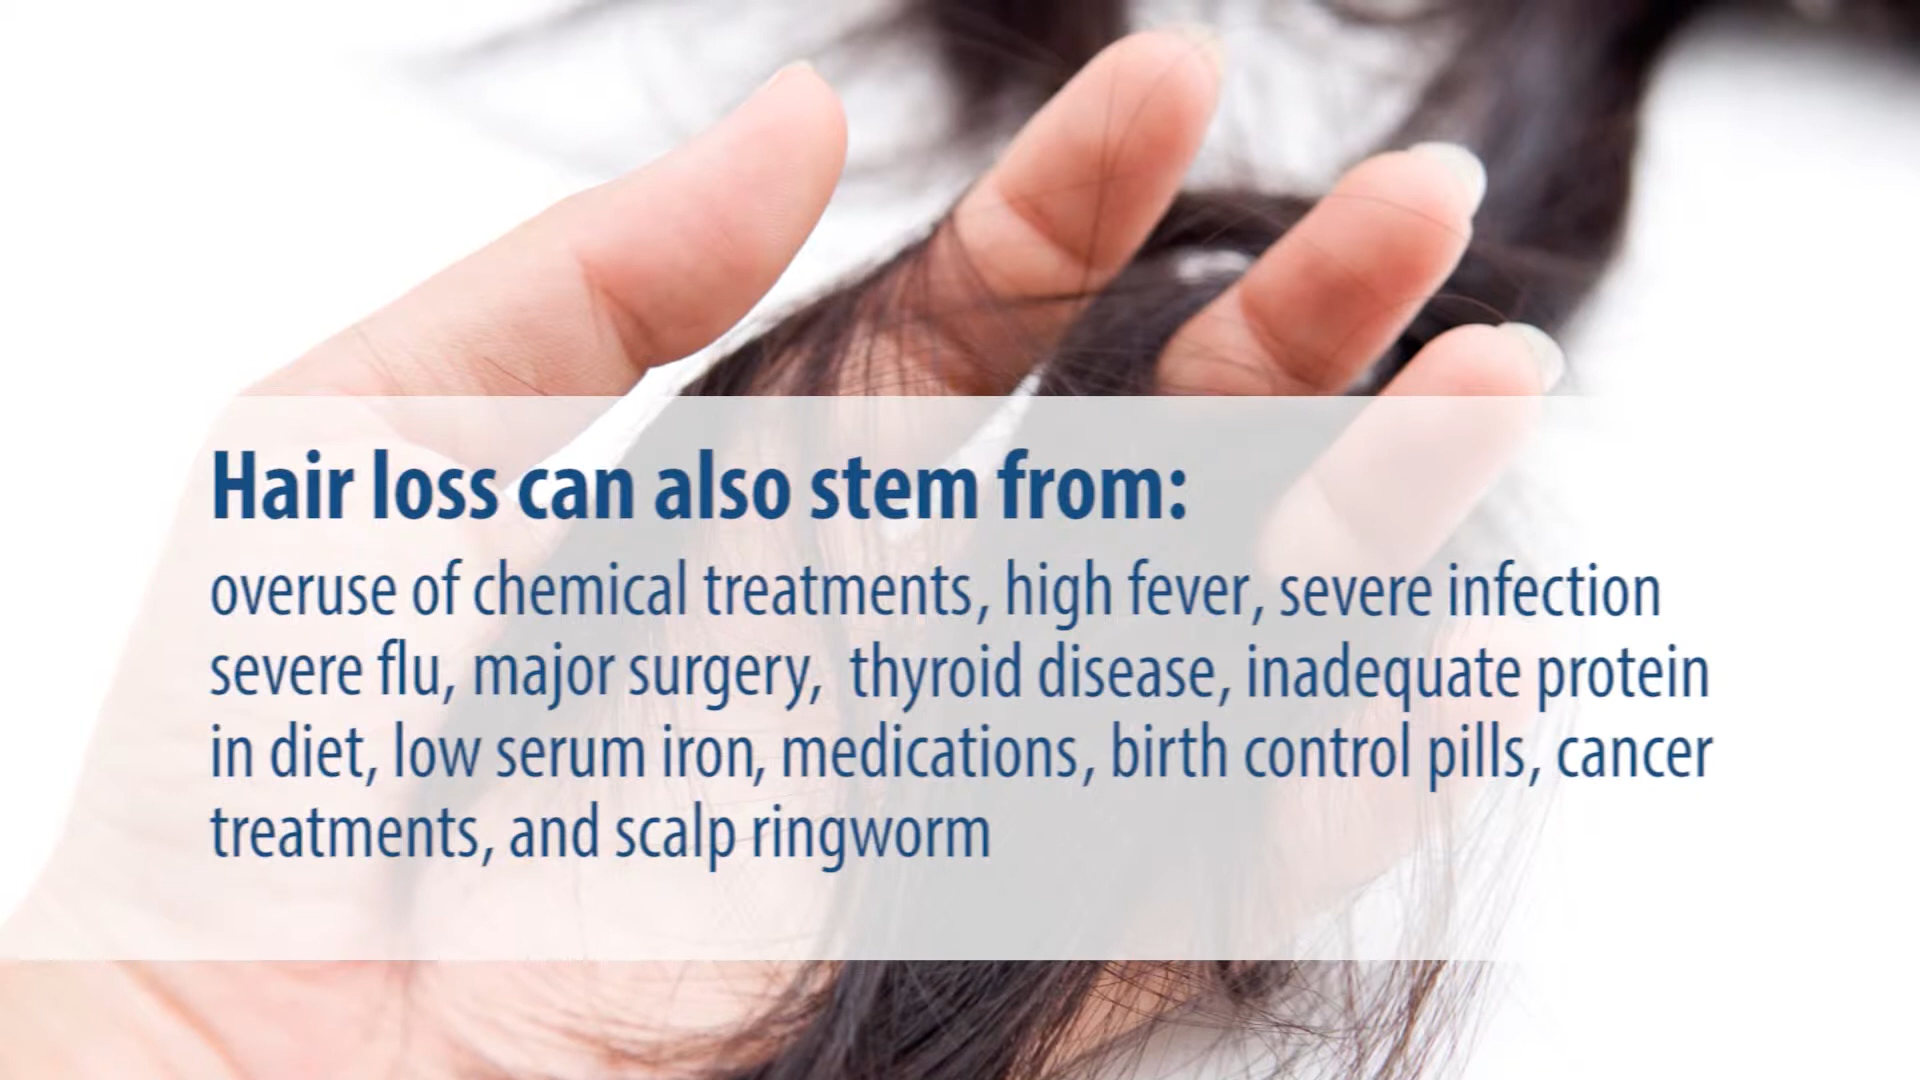 Hair loss can also stem from:
overuse of chemical treatments, high fever, severe infection
severe flu, major surgery, thyroid disease, inadequate protein
in diet, low serum iron, medications, birth control pills, cancer
treatments, and scalp ringworm